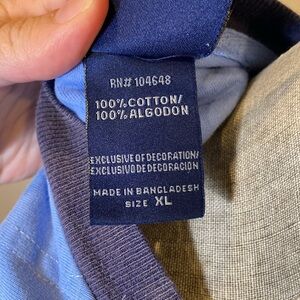 RN# 104648
100% COTTON/
100% ALGODON
EXCLUSIVE OF DECORATION/
EXCLUSIVO DE DECORACION
MADE IN BANGLADESH
SIZE XL